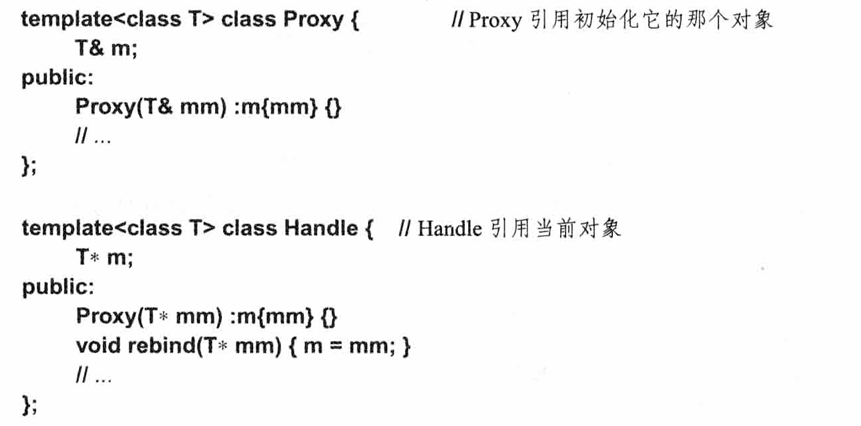 template<class T> class Proxy { // Proxy 引用初始化它的那个对象
T& m;
public:
Proxy(T& mm) :m{mm} {}
// ...
};
template<class T> class Handle { // Handle 引用当前对象
T* m;
public:
Proxy(T* mm) :m{mm} {}
void rebind(T* mm) { m = mm; }
// ...
};